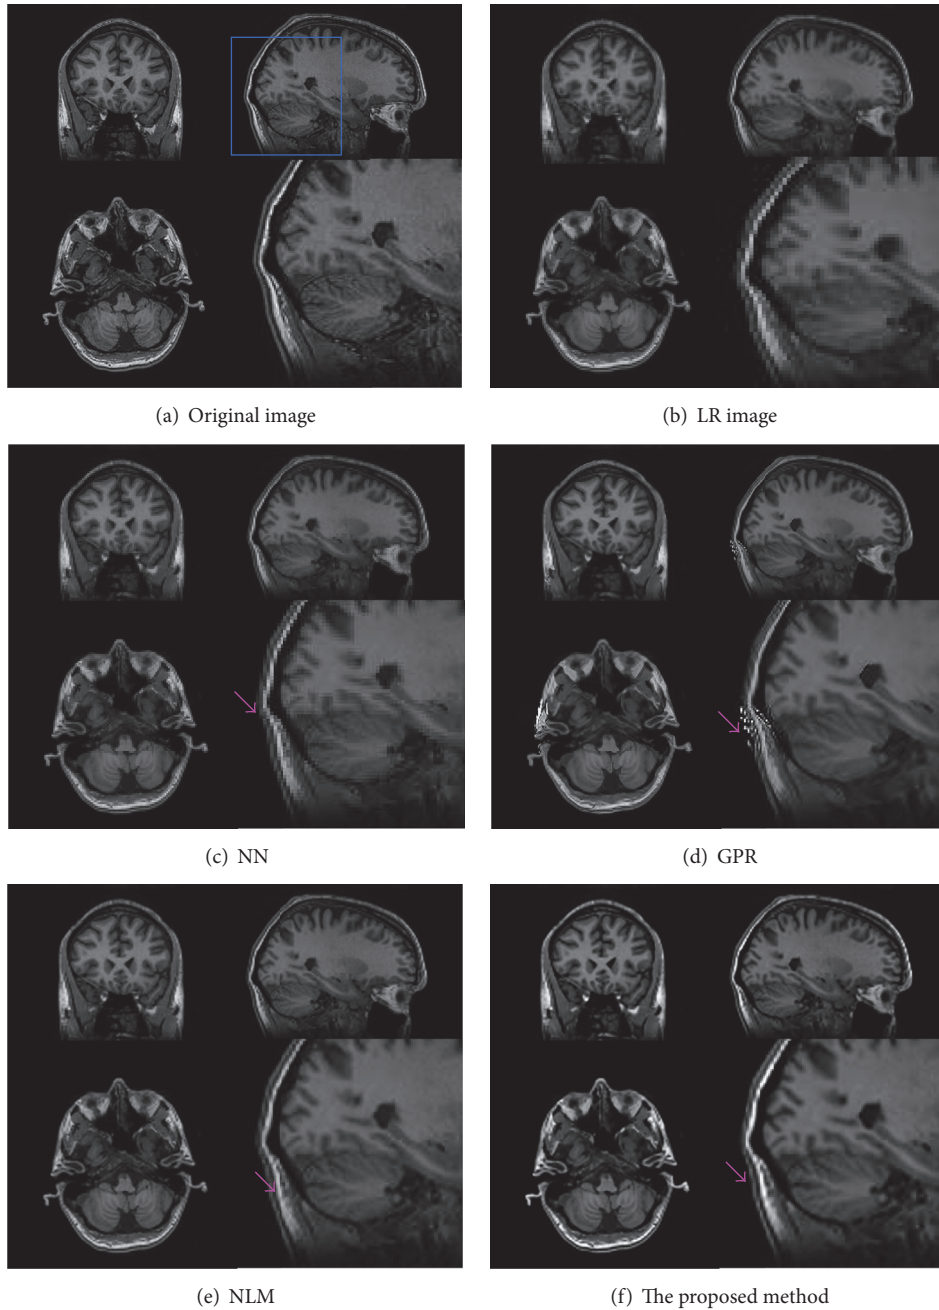 (a) Original image
(b) LR image
(c) NN
(d) GPR
(e) NLM
(f) The proposed method